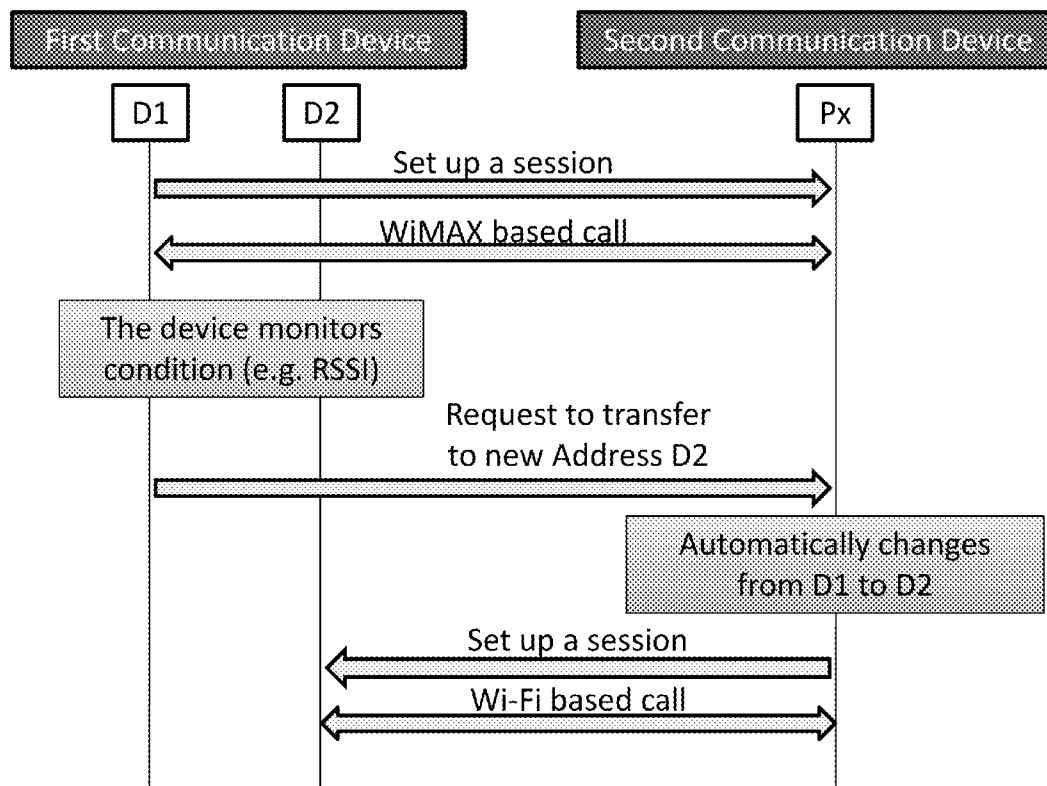 First Communication Device
Second Communication Device
D1
D2
Px
Set up a session
WiMAX based call
The device monitors
condition (e.g. RSSI)
Request to transfer
to new Address D2
Automatically changes
from D1 to D2
Set up a session
Wi-Fi based call